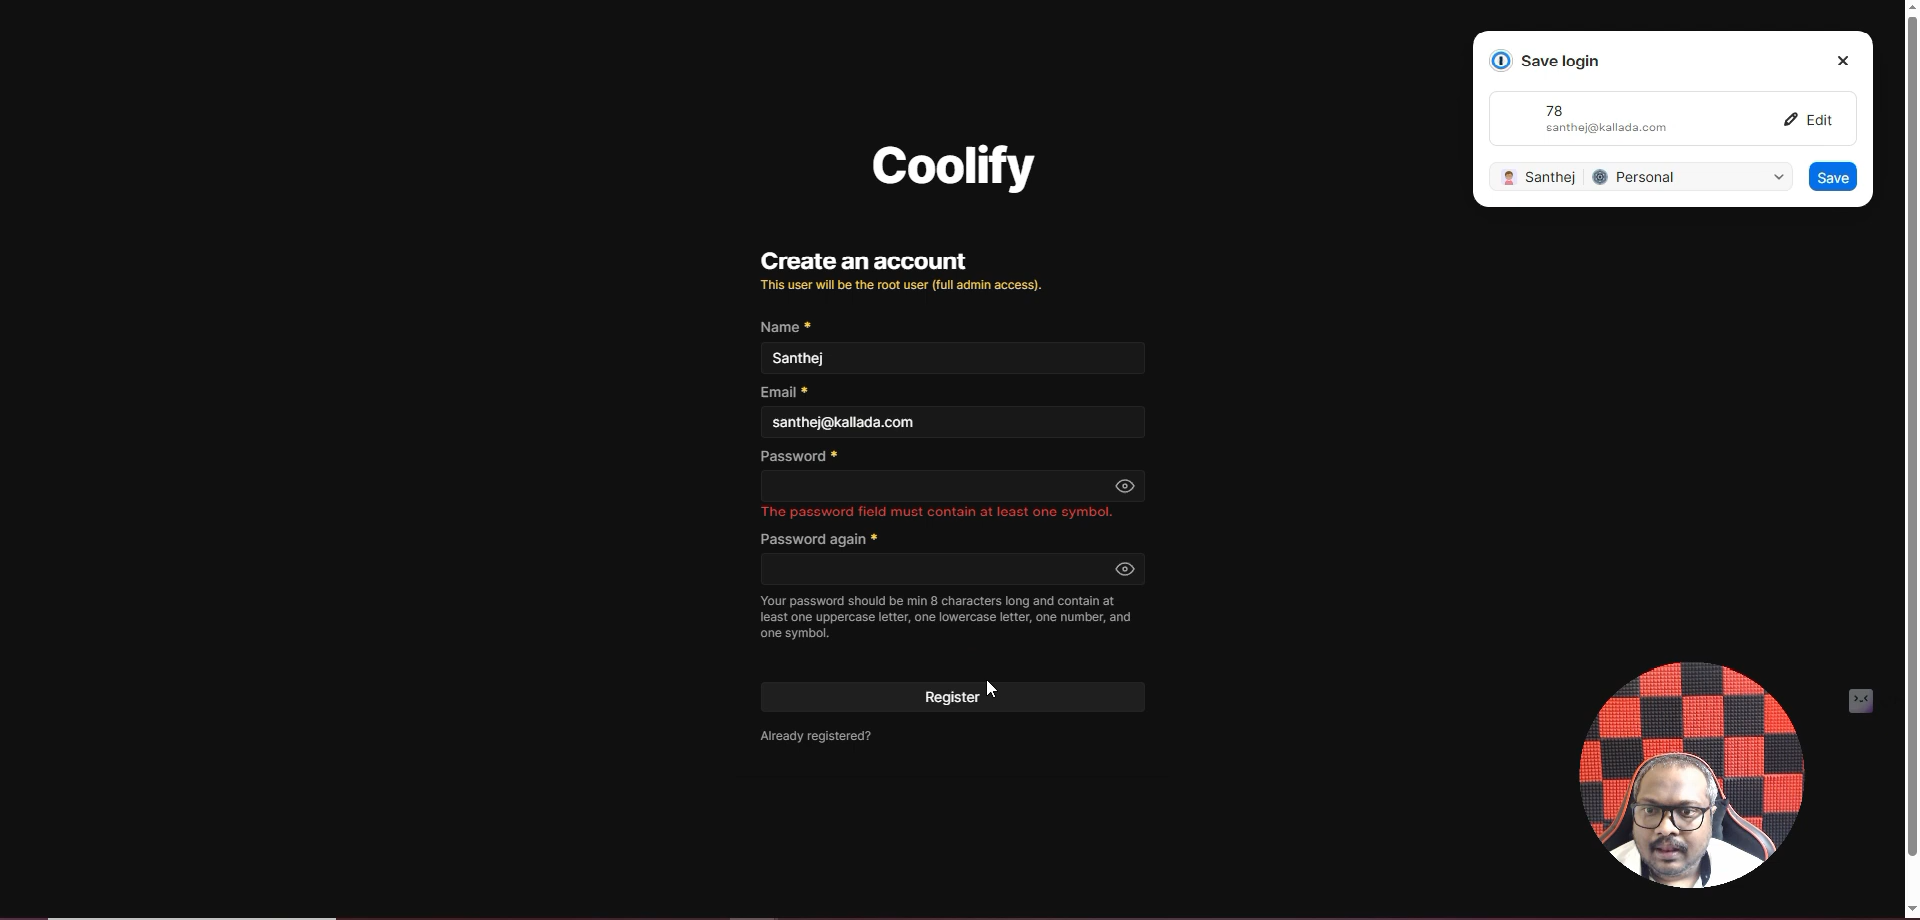 Save login
78
santhej@kallada.com
Edit
Santhej
Personal
Save
Coolify
Create an account
This user will be the root user (full admin access).
Name *
Santhej
Email *
santhej@kallada.com
Password *
The password field must contain at least one symbol.
Password again *
Your password should be min 8 characters long and contain at
least one uppercase letter, one lowercase letter, one number, and
one symbol.
Register
Already registered?